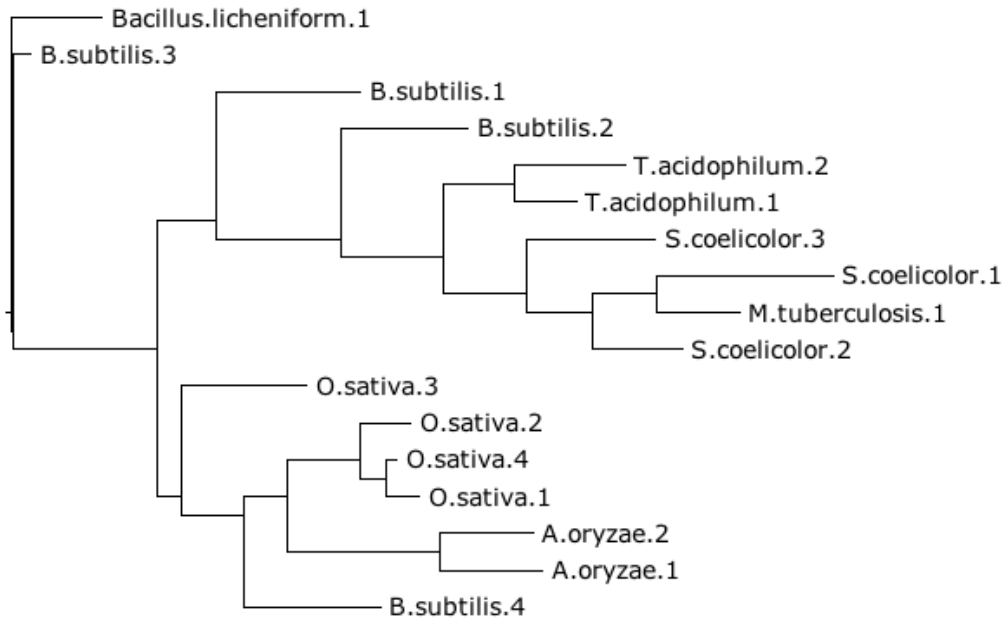 Bacillus.licheniform.1
B.subtilis.3
B.subtilis.1
B.subtilis.2
T.acidophilum.2
T.acidophilum.1
S.coelicolor.3
S.coelicolor.1
M.tuberculosis.1
S.coelicolor.2
O.sativa.3
O.sativa.2
O.sativa.4
O.sativa.1
A.oryzae.2
A.oryzae.1
B.subtilis.4